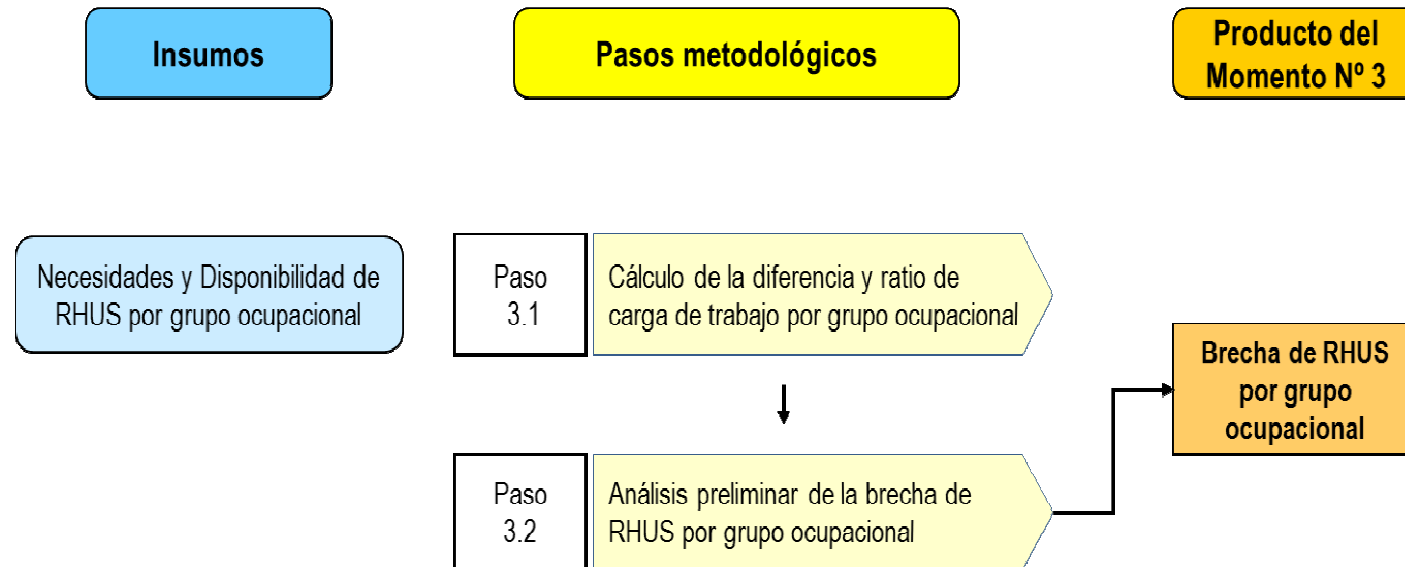 Insumos
Pasos metodológicos
Producto del
Momento Nº 3
Necesidades y Disponibilidad de
RHUS por grupo ocupacional
Paso
3.1
Cálculo de la diferencia y ratio de
carga de trabajo por grupo ocupacional
Paso
3.2
Análisis preliminar de la brecha de
RHUS por grupo ocupacional
Brecha de RHUS
por grupo
ocupacional